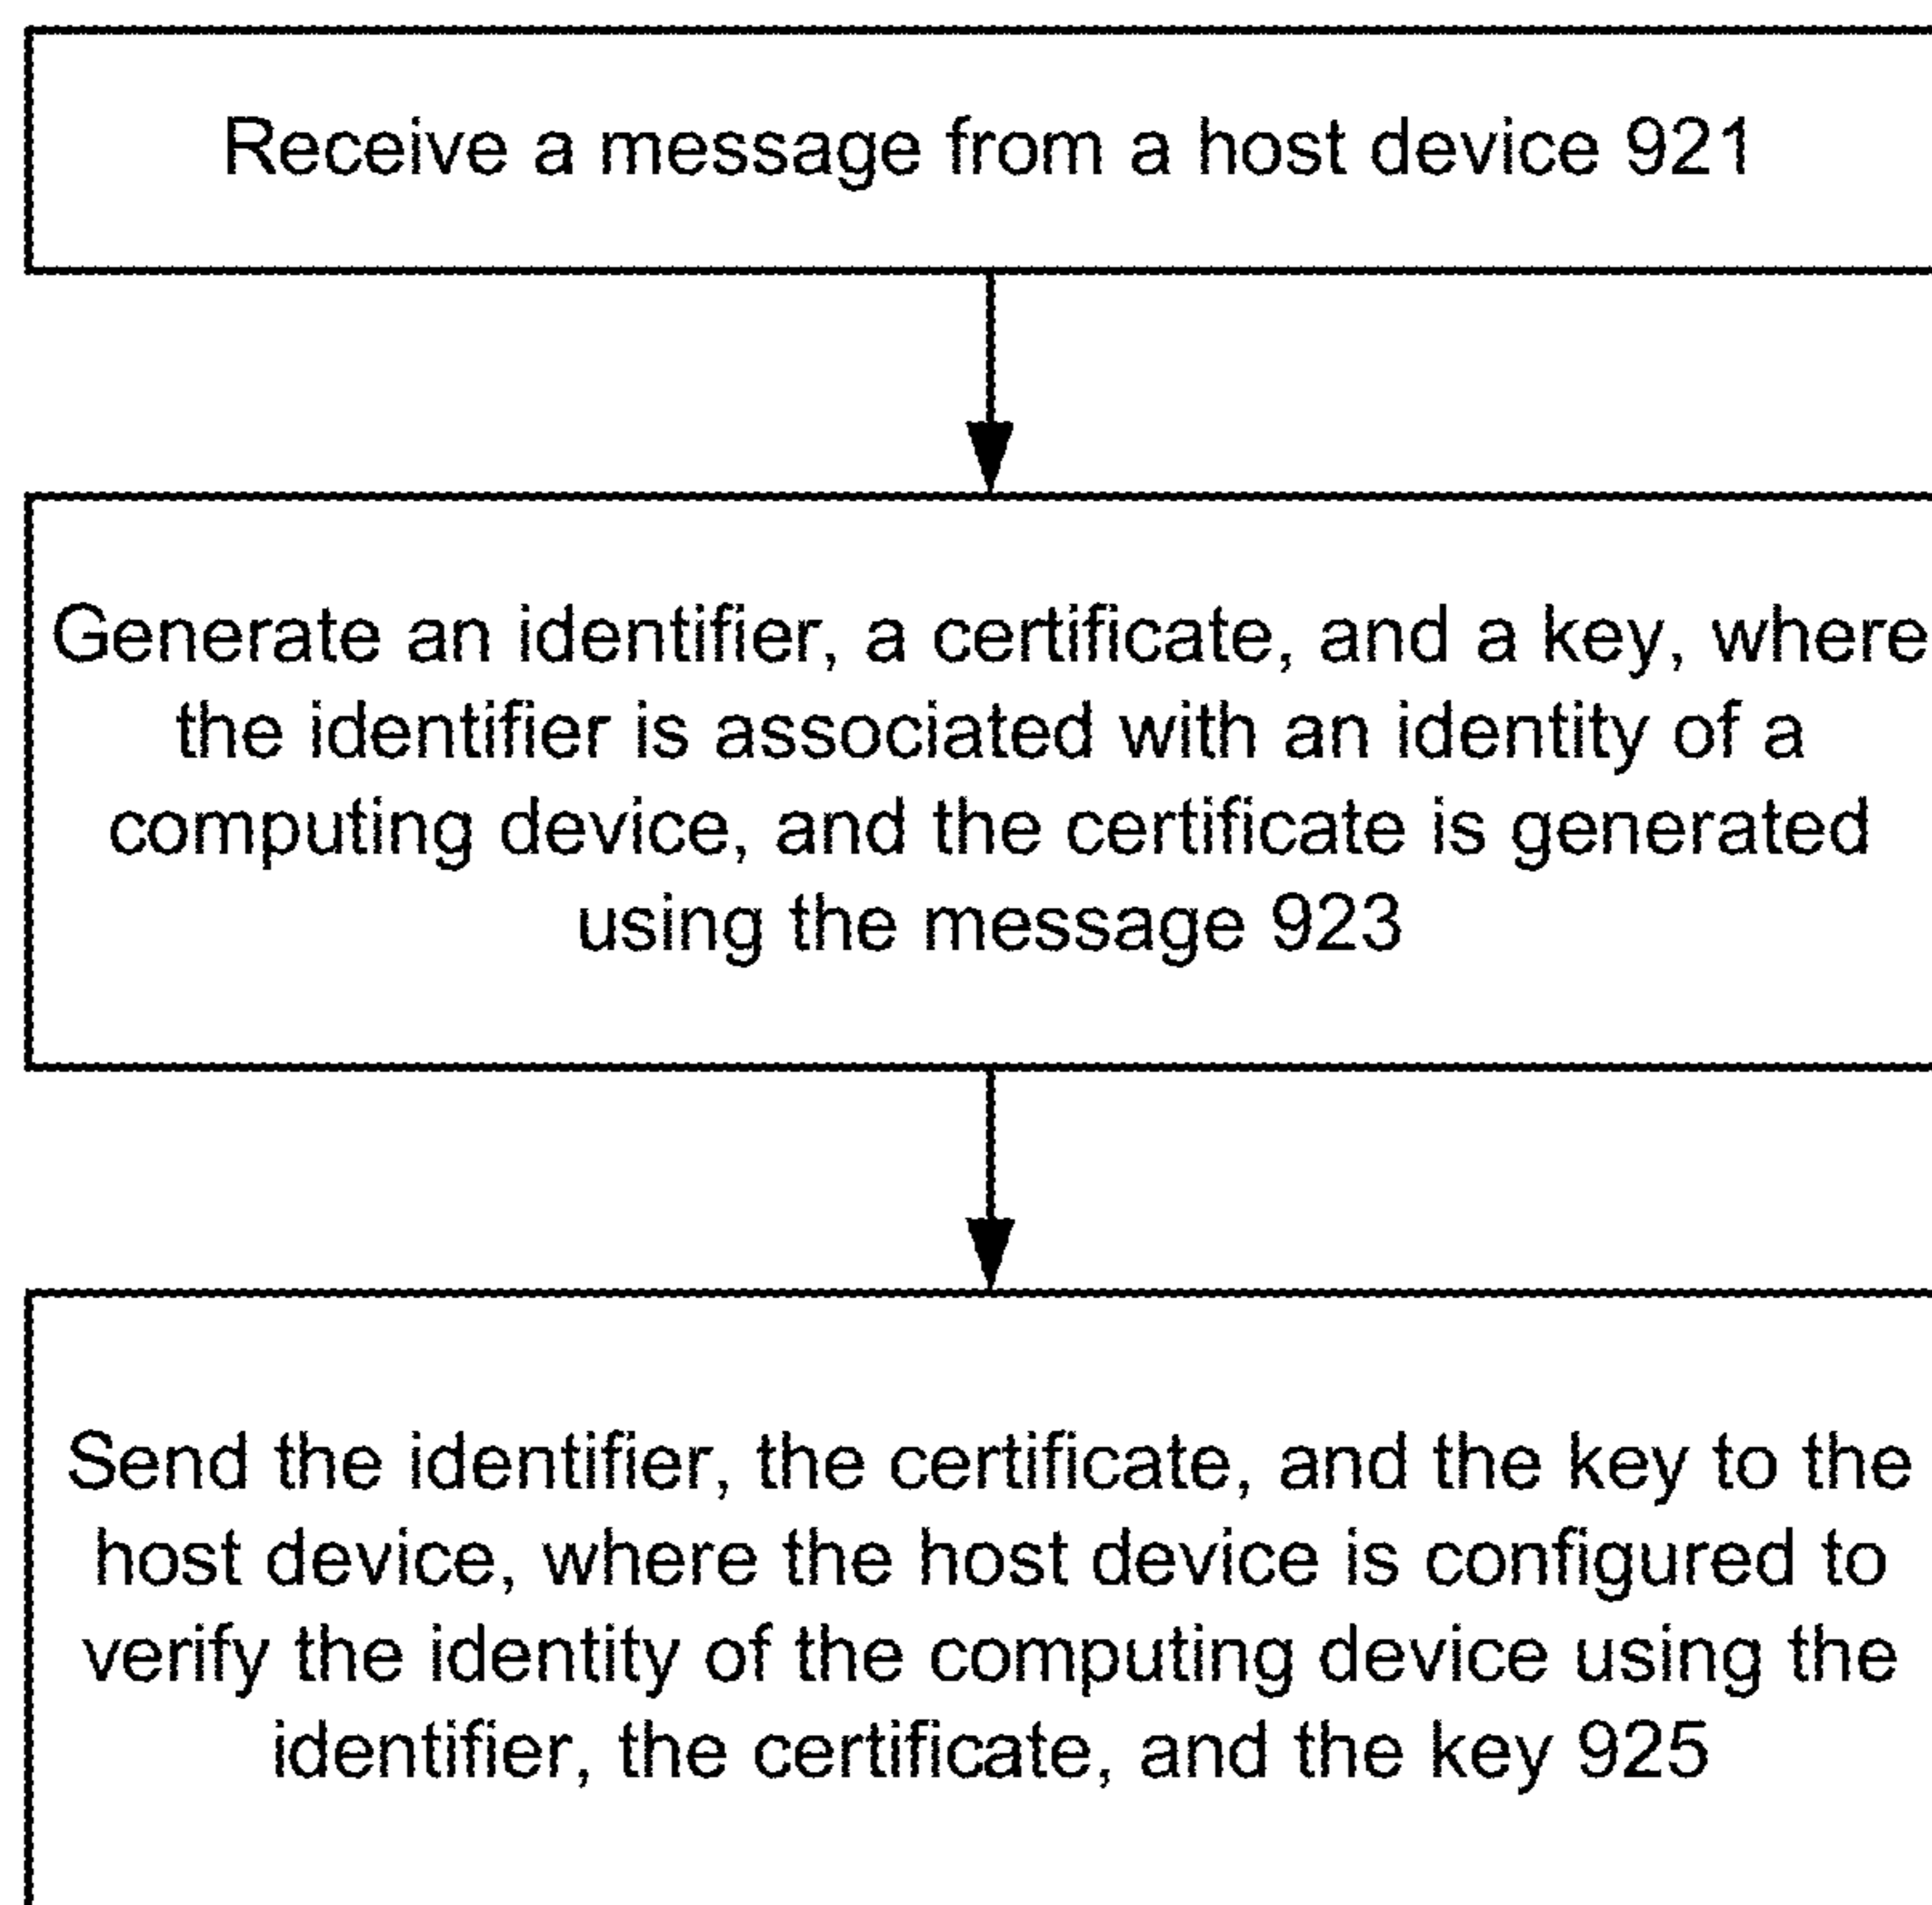 Receive a message from a host device 921
Generate an identifier, a certificate, and a key, where
the identifier is associated with an identity of a
computing device, and the certificate is generated
using the message 923
Send the identifier, the certificate, and the key to the
host device, where the host device is configured to
verify the identity of the computing device using the
identifier, the certificate, and the key 925